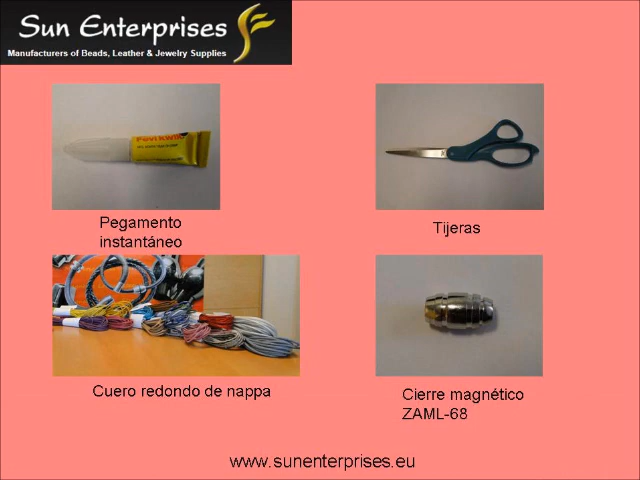 Sun Enterprises
Manufacturers of Beads, Leather & Jewelry Supplies
Pegamento
instantáneo
Tijeras
Cuero redondo de nappa
Cierre magnético
ZAML-68
www.sunenterprises.eu